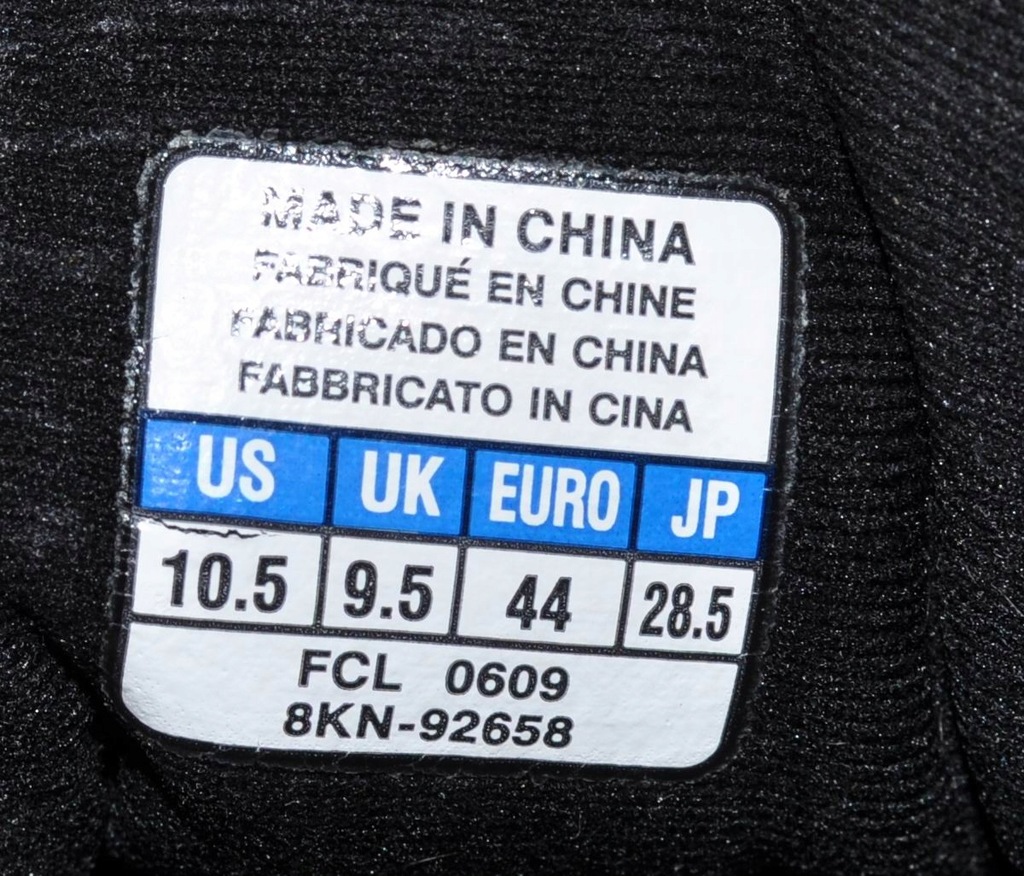 MADE IN CHINA
FABRIQUÉ EN CHINE
FABRICADO EN CHINA
FABBRICATO IN CINA
US UK EURO JP
10.5 9.5 44 28.5
FCL 0609
8KN-92658